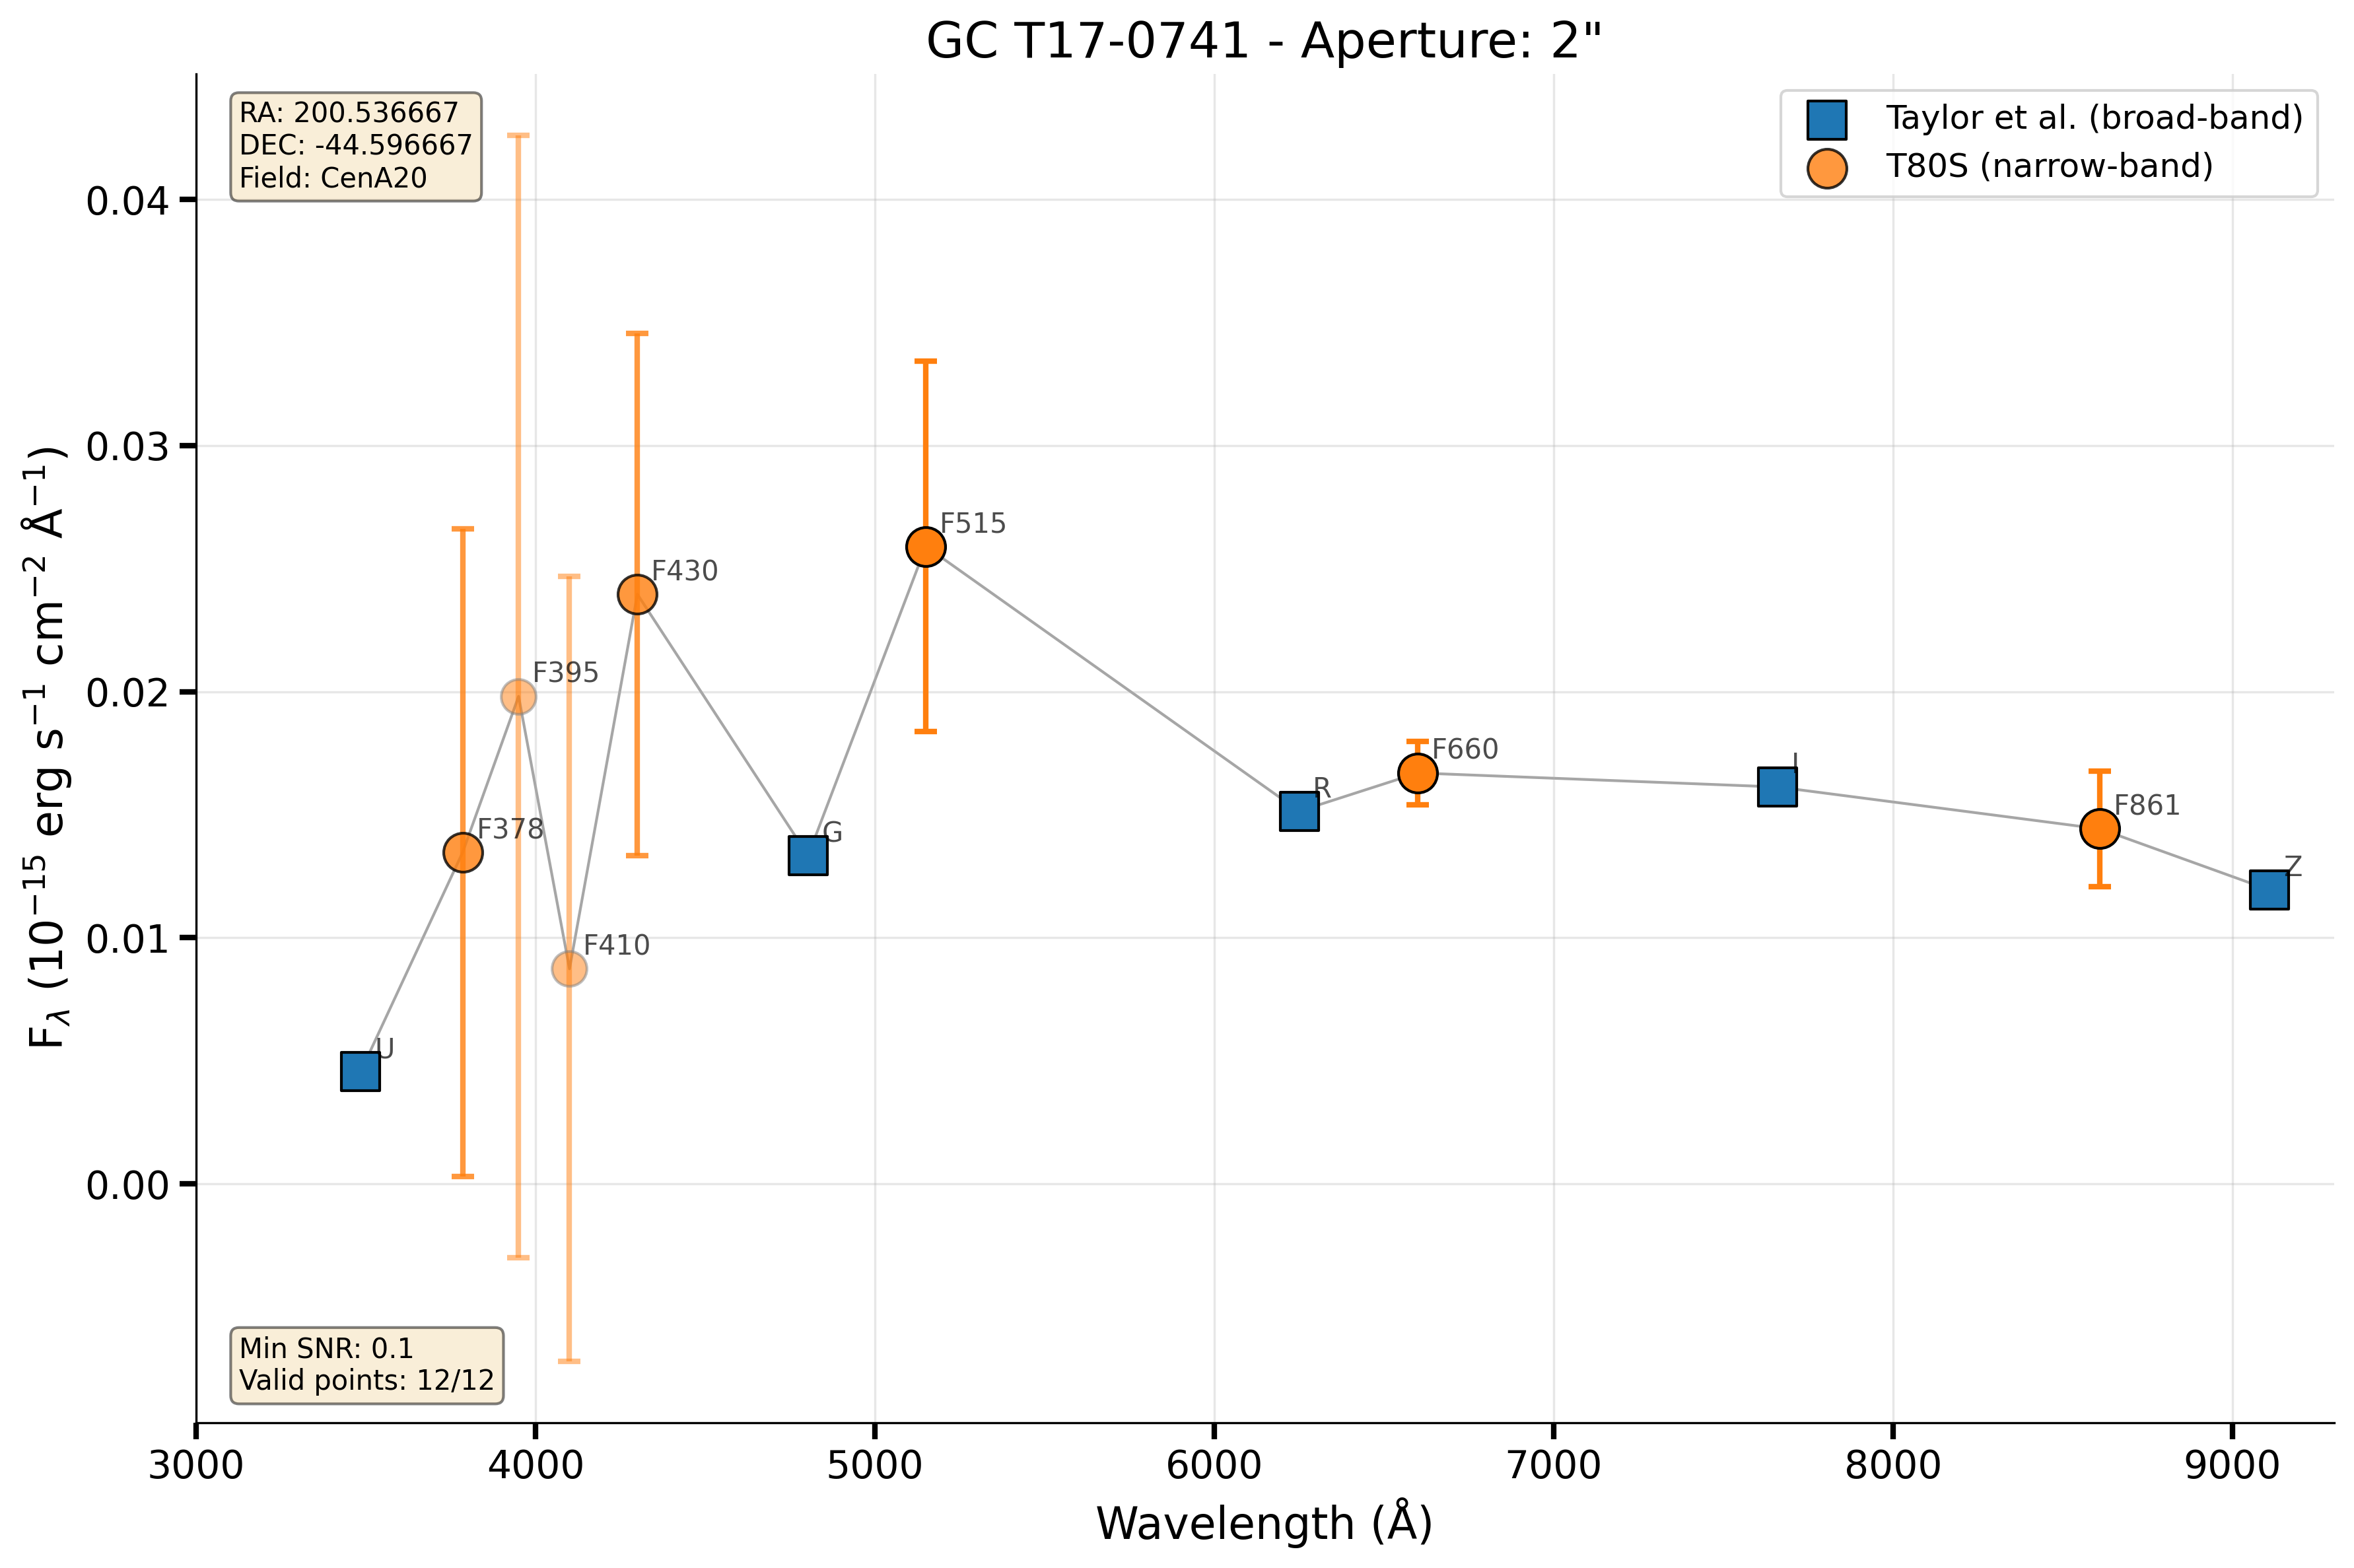 GC T17-0741 - Aperture: 2"
RA: 200.536667
DEC: -44.596667
Field: CenA20
Taylor et al. (broad-band)
T80S (narrow-band)
0.04
0.03
0.02
0.01
0.00
F_λ (10⁻¹⁵ erg s⁻¹ cm⁻² Å⁻¹)
U
F378
F395
F410
F430
G
F515
R
F660
I
F861
Z
Min SNR: 0.1
Valid points: 12/12
3000 4000 5000 6000 7000 8000 9000
Wavelength (Å)